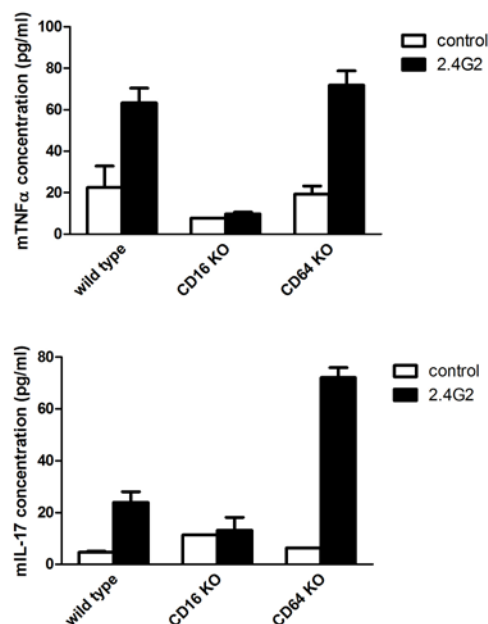 control
2.4G2
mTNFα concentration (pg/ml)
100
80
60
40
20
0
wild type
CD16 KO
CD64 KO
control
2.4G2
mIL-17 concentration (pg/ml)
80
60
40
20
0
wild type
CD16 KO
CD64 KO